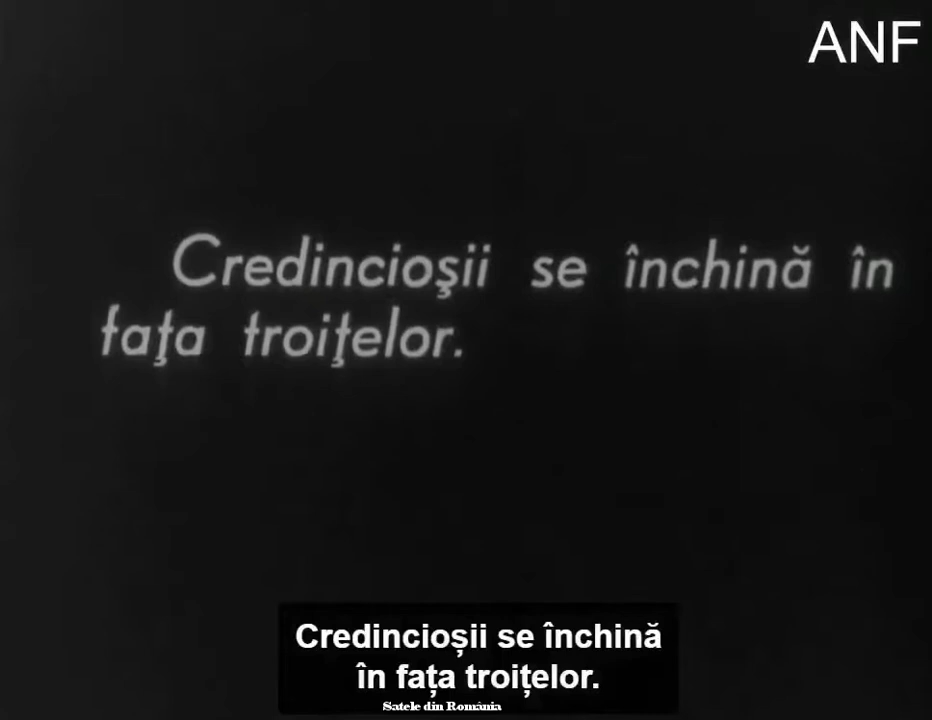 ANF
Credincioşii se închină în
faţa troiţelor.
Credincioșii se închină
în fața troițelor.
Satele din România